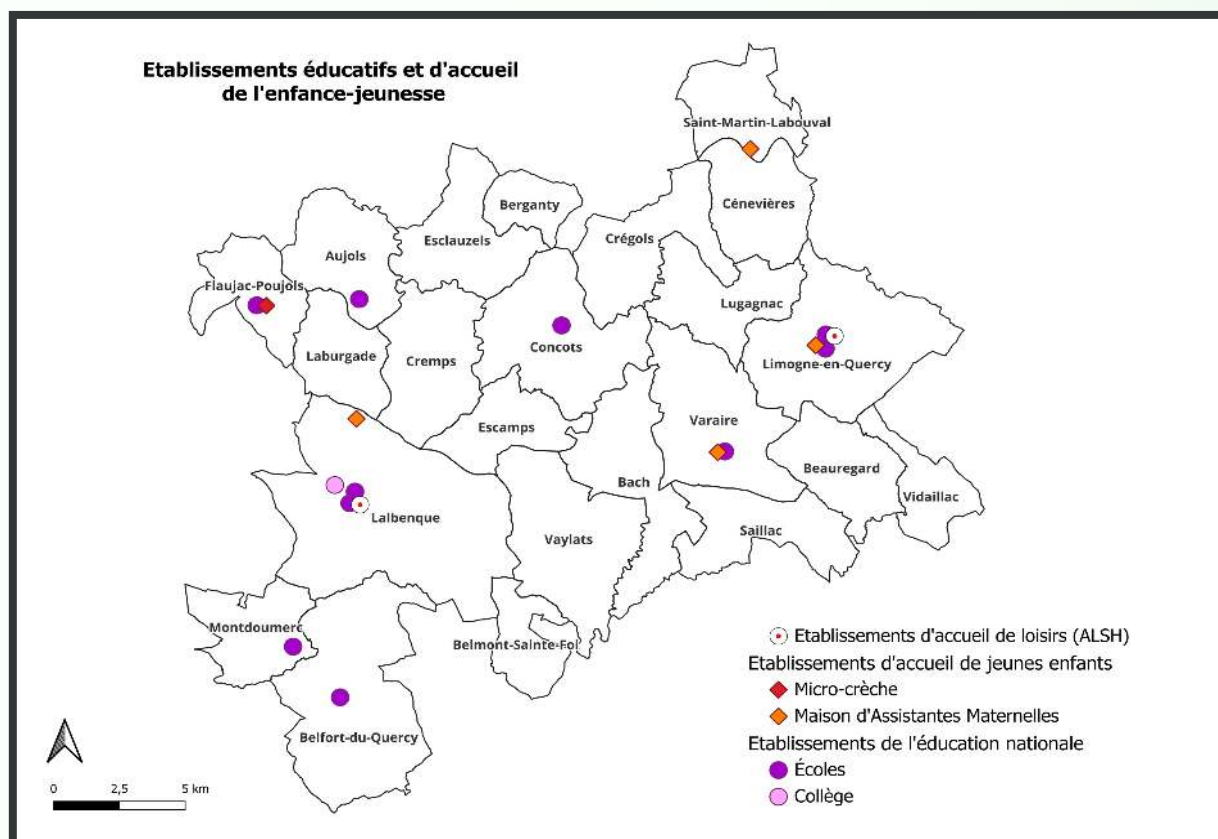 Etablissements éducatifs et d'accueil
de l'enfance-jeunesse
Saint-Martin-Labouval
Cénevières
Berganty
Crégols
Esclauzels
Aujols
Flaujac-Poujols
Lugagnac
Laburgade
Cremps
Concots
Limogne-en-Quercy
Escamps
Varaire
Beauregard
Bach
Vidaillac
Lalbenque
Saillac
Vaylats
Montdoumerc
Belmont-Sainte-Foi
Belfort-du-Quercy
Etablissements d'accueil de loisirs (ALSH)
Etablissements d'accueil de jeunes enfants
Micro-crèche
Maison d'Assistantes Maternelles
Etablissements de l'éducation nationale
Écoles
Collège
0 2,5 5 km